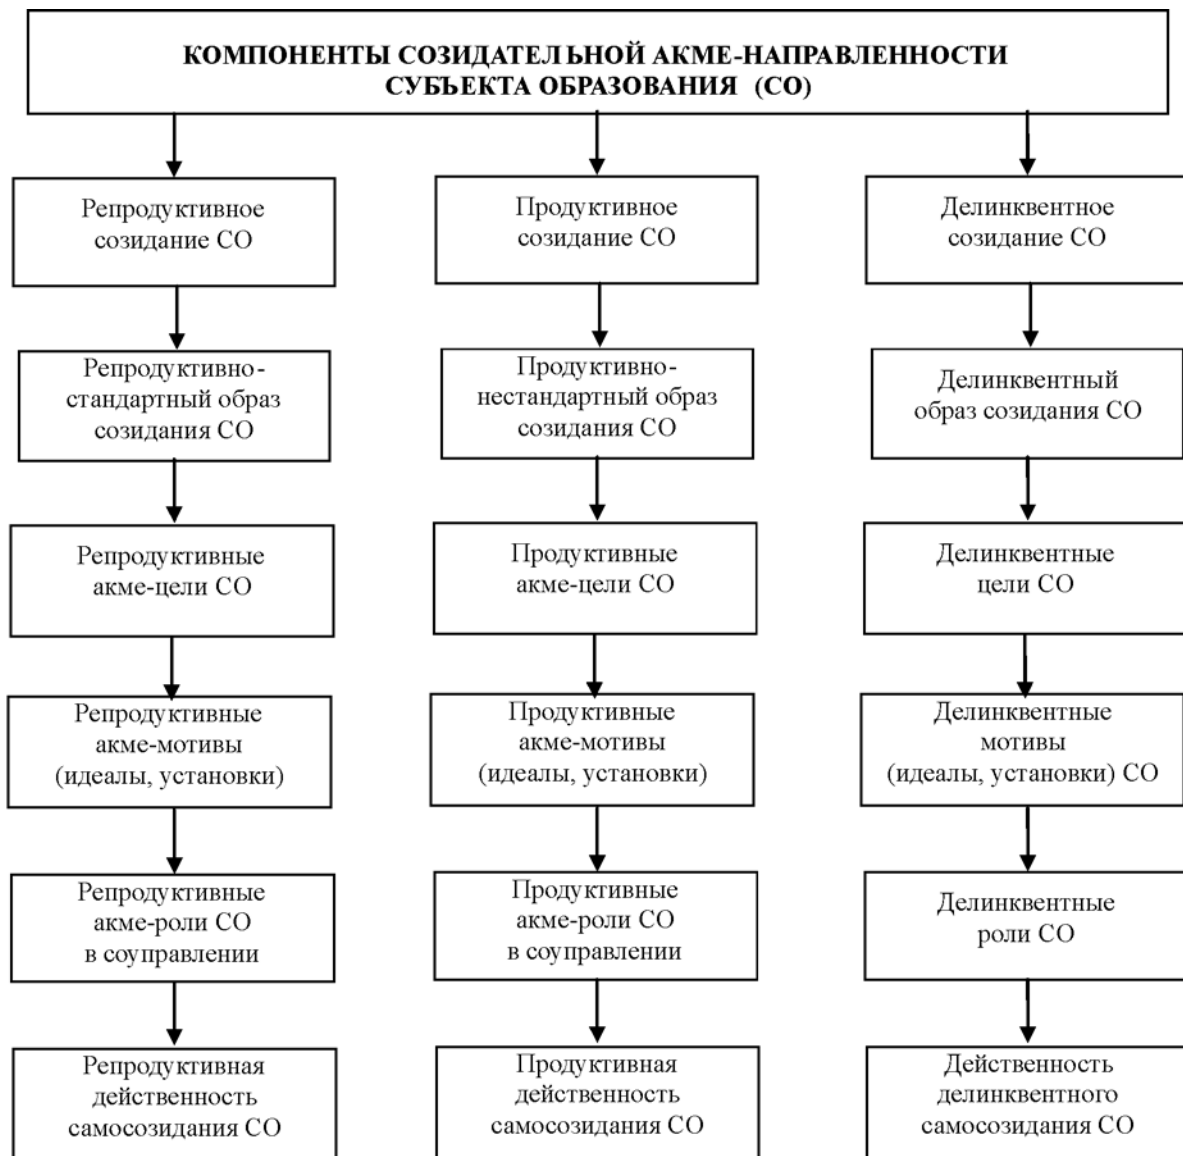 КОМПОНЕНТЫ СОЗИДАТЕЛЬНОЙ АКМЕ-НАПРАВЛЕННОСТИ
СУБЪЕКТА ОБРАЗОВАНИЯ (СО)
Репродуктивное
созидание СО
Продуктивное
созидание СО
Делинквентное
созидание СО
Репродуктивно-
стандартный образ
созидания СО
Продуктивно-
нестандартный образ
созидания СО
Делинквентный
образ созидания СО
Репродуктивные
акме-цели СО
Продуктивные
акме-цели СО
Делинквентные
цели СО
Репродуктивные
акме-мотивы
(идеалы, установки)
Продуктивные
акме-мотивы
(идеалы, установки)
Делинквентные
мотивы
(идеалы, установки) СО
Репродуктивные
акме-роли СО
в соуправлении
Продуктивные
акме-роли СО
в соуправлении
Делинквентные
роли СО
Репродуктивная
действенность
самосозидания СО
Продуктивная
действенность
самосозидания СО
Действенность
делинквентного
самосозидания СО